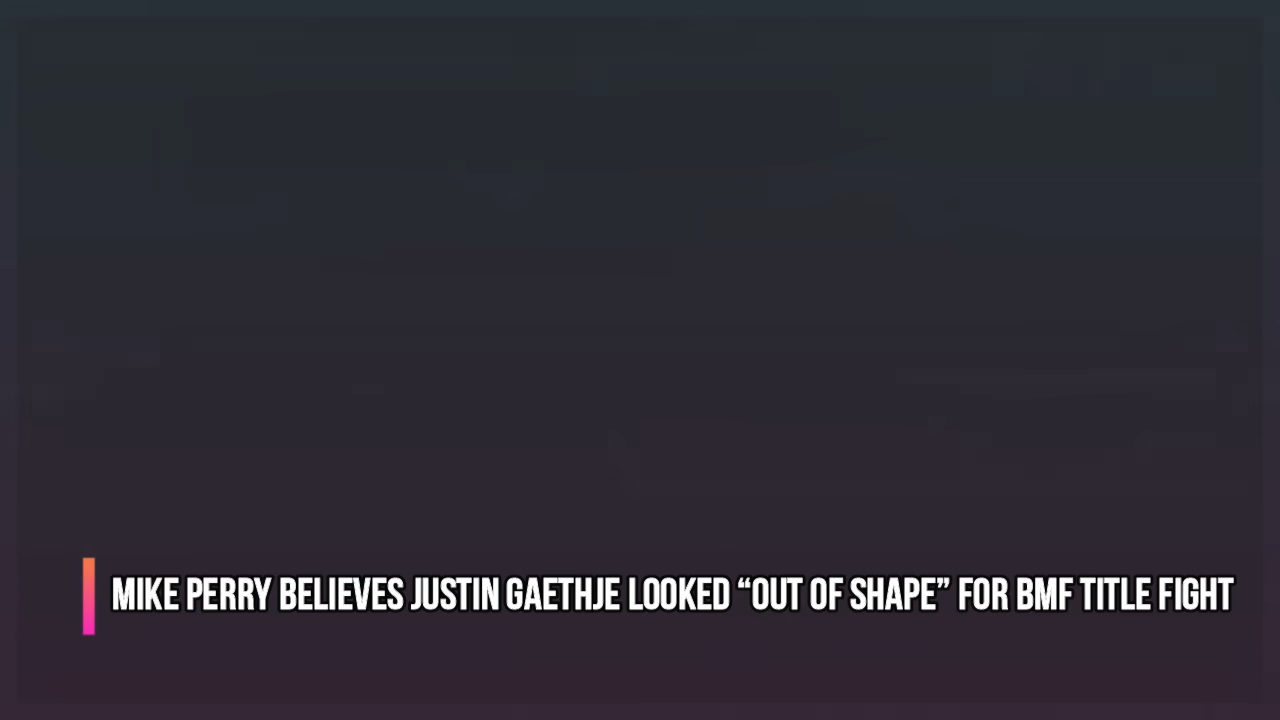 MIKE PERRY BELIEVES JUSTIN GAETHJE LOOKED “OUT OF SHAPE” FOR BMF TITLE FIGHT